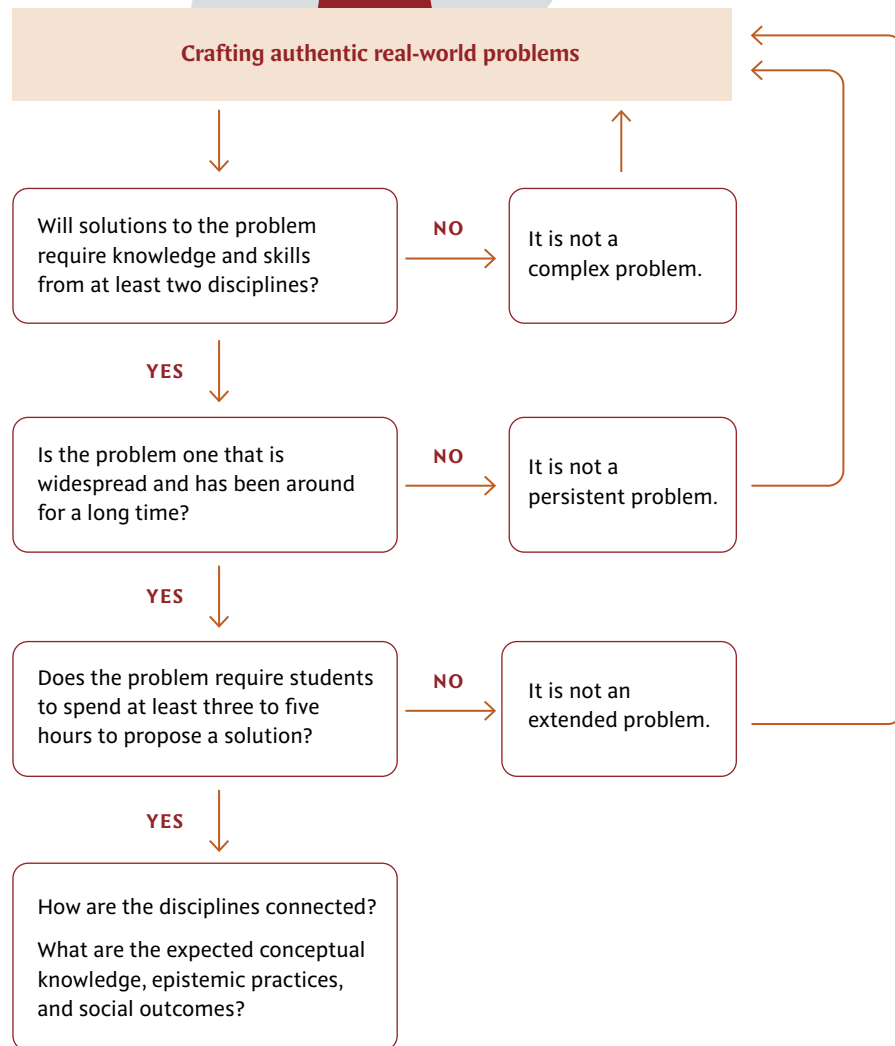 Crafting authentic real-world problems
Will solutions to the problem
require knowledge and skills
from at least two disciplines?
NO
It is not a
complex problem.
YES
Is the problem one that is
widespread and has been around
for a long time?
NO
It is not a
persistent problem.
YES
Does the problem require students
to spend at least three to five
hours to propose a solution?
NO
It is not an
extended problem.
YES
How are the disciplines connected?
What are the expected conceptual
knowledge, epistemic practices,
and social outcomes?